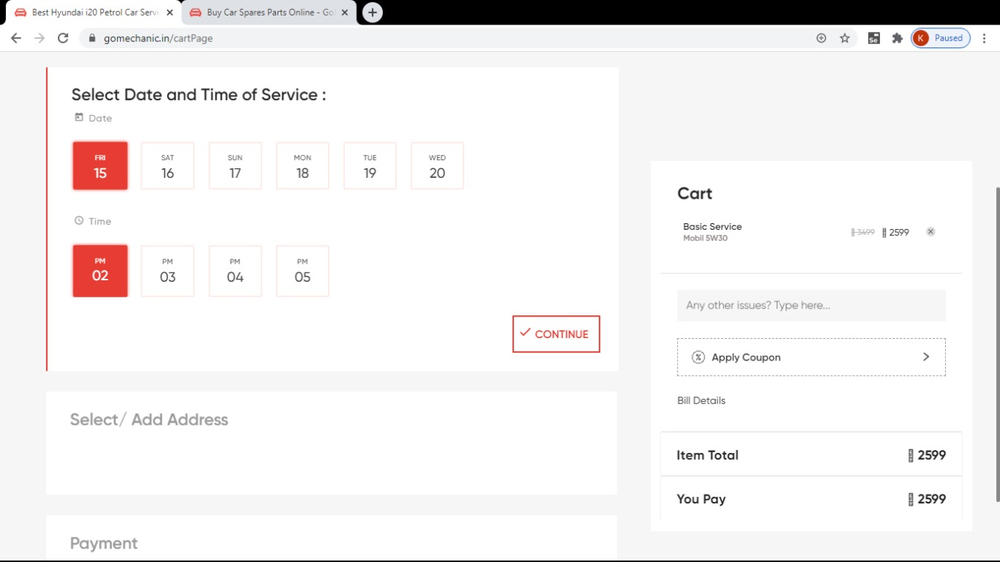 Best Hyundai i20 Petrol Car Servi
Buy Car Spares Parts Online - Go
gomechanic.in/cartPage
Se
K Paused
Select Date and Time of Service :
Date
FRI SAT SUN MON TUE WED
15 16 17 18 19 20
Time
PM PM PM PM
02 03 04 05
CONTINUE
Select/ Add Address
Payment
Cart
Basic Service 3499 2599
Mobil 5W30
Any other issues? Type here...
Apply Coupon
Bill Details
Item Total 2599
You Pay 2599